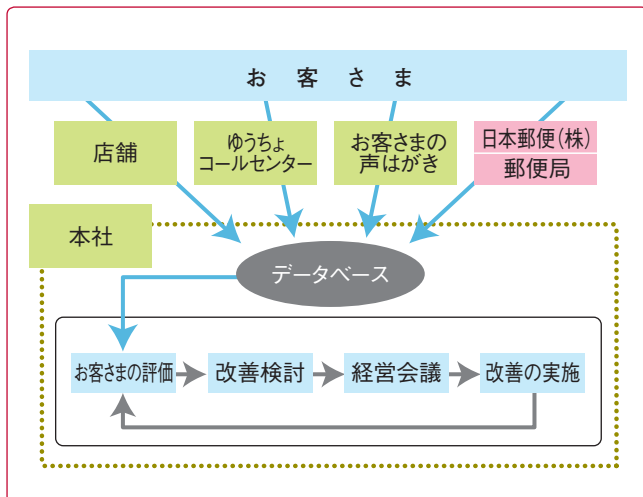 お客さま
店舗
ゆうちょ
コールセンター
お客さまの
声はがき
日本郵便(株)
郵便局
本社
データベース
お客さまの評価
改善検討
経営会議
改善の実施